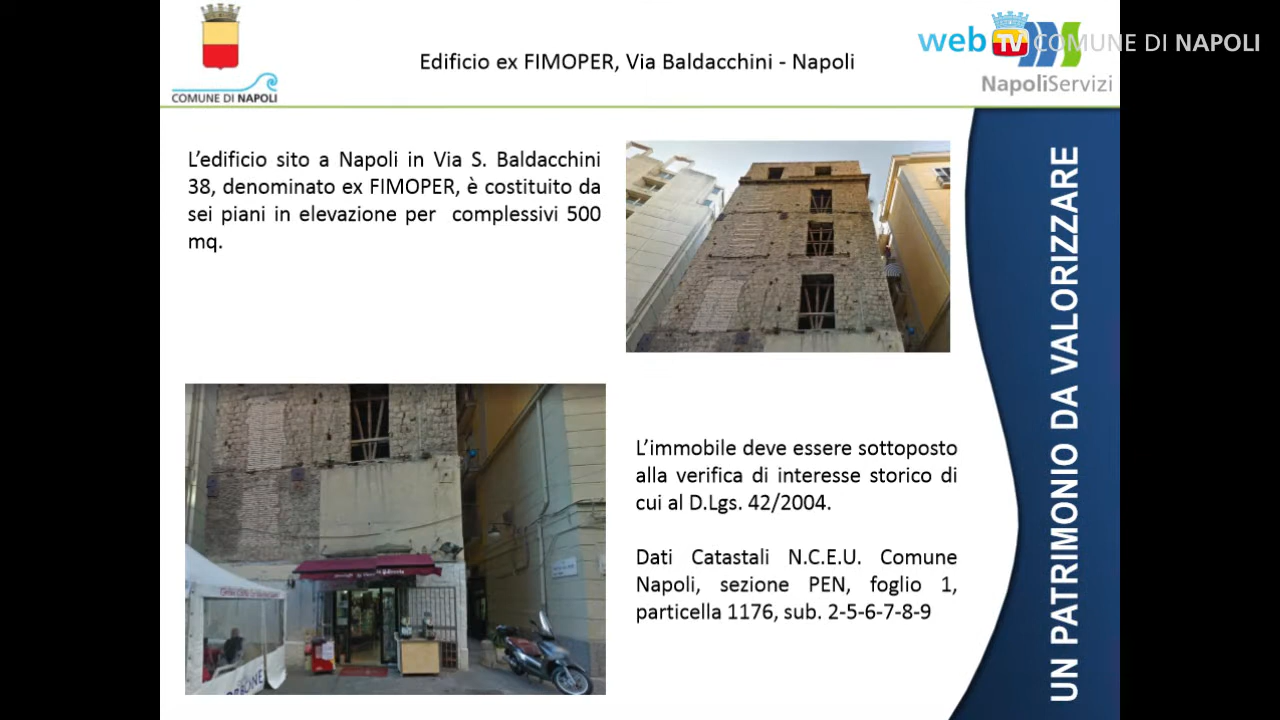 COMUNE DI NAPOLI
Edificio ex FIMOPER, Via Baldacchini - Napoli
web TV COMUNE DI NAPOLI
NapoliServizi
L'edificio sito a Napoli in Via S. Baldacchini
38, denominato ex FIMOPER, è costituito da
sei piani in elevazione per complessivi 500
mq.
L'immobile deve essere sottoposto
alla verifica di interesse storico di
cui al D.Lgs. 42/2004.
Dati Catastali N.C.E.U. Comune
Napoli, sezione PEN, foglio 1,
particella 1176, sub. 2-5-6-7-8-9
UN PATRIMONIO DA VALORIZZARE